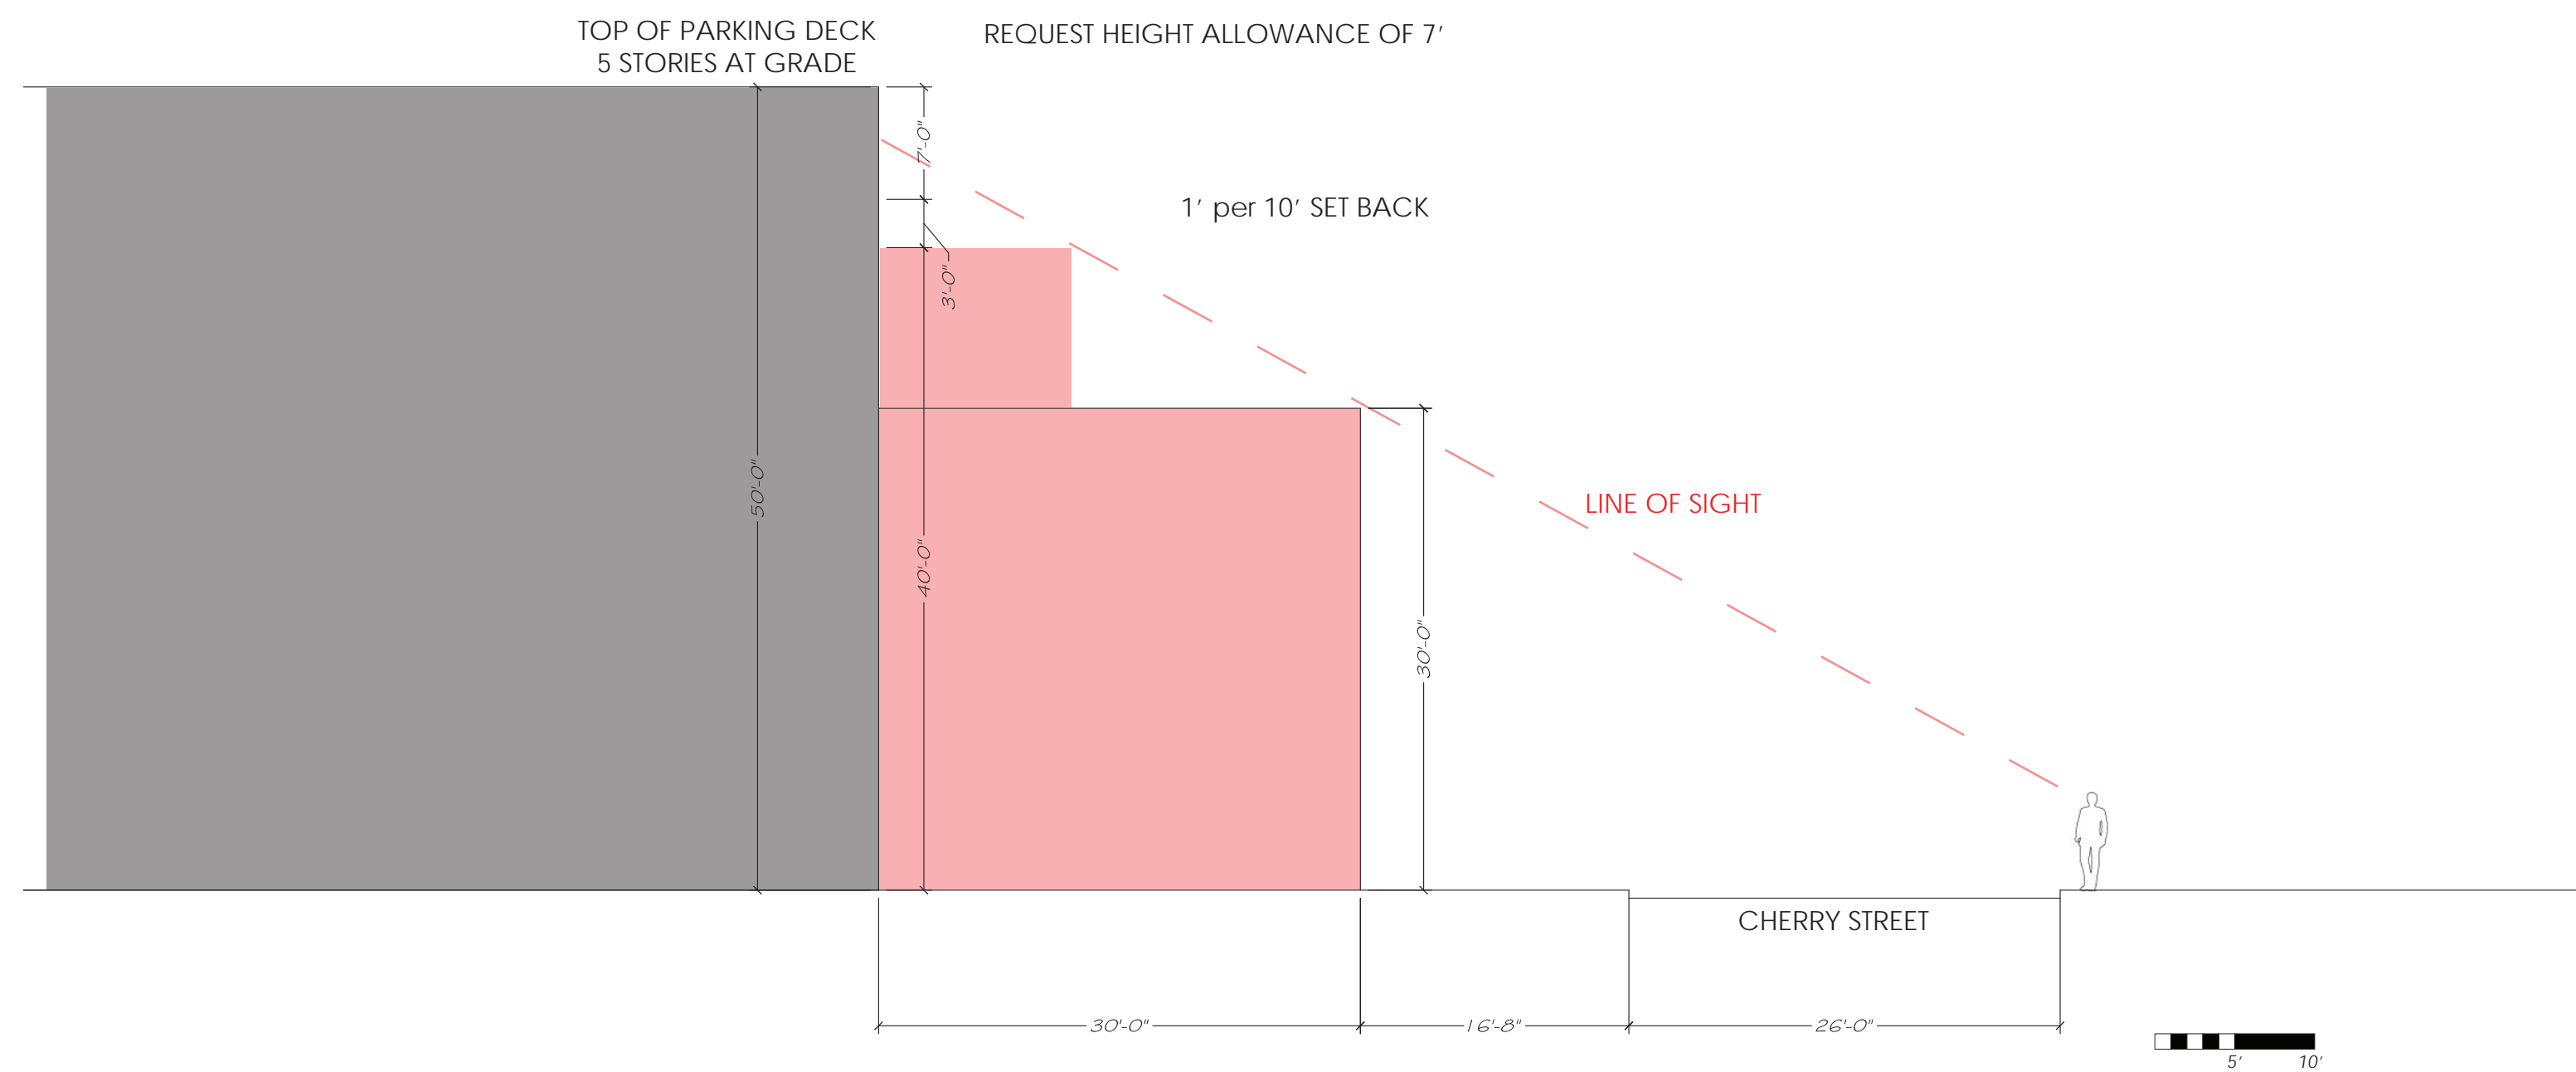 TOP OF PARKING DECK
5 STORIES AT GRADE
REQUEST HEIGHT ALLOWANCE OF 7'
7'-0"
1' per 10' SET BACK
3'-0"
50'-0"
LINE OF SIGHT
40'-0"
30'-0"
CHERRY STREET
30'-0"
16'-8"
26'-0"
5'
10'